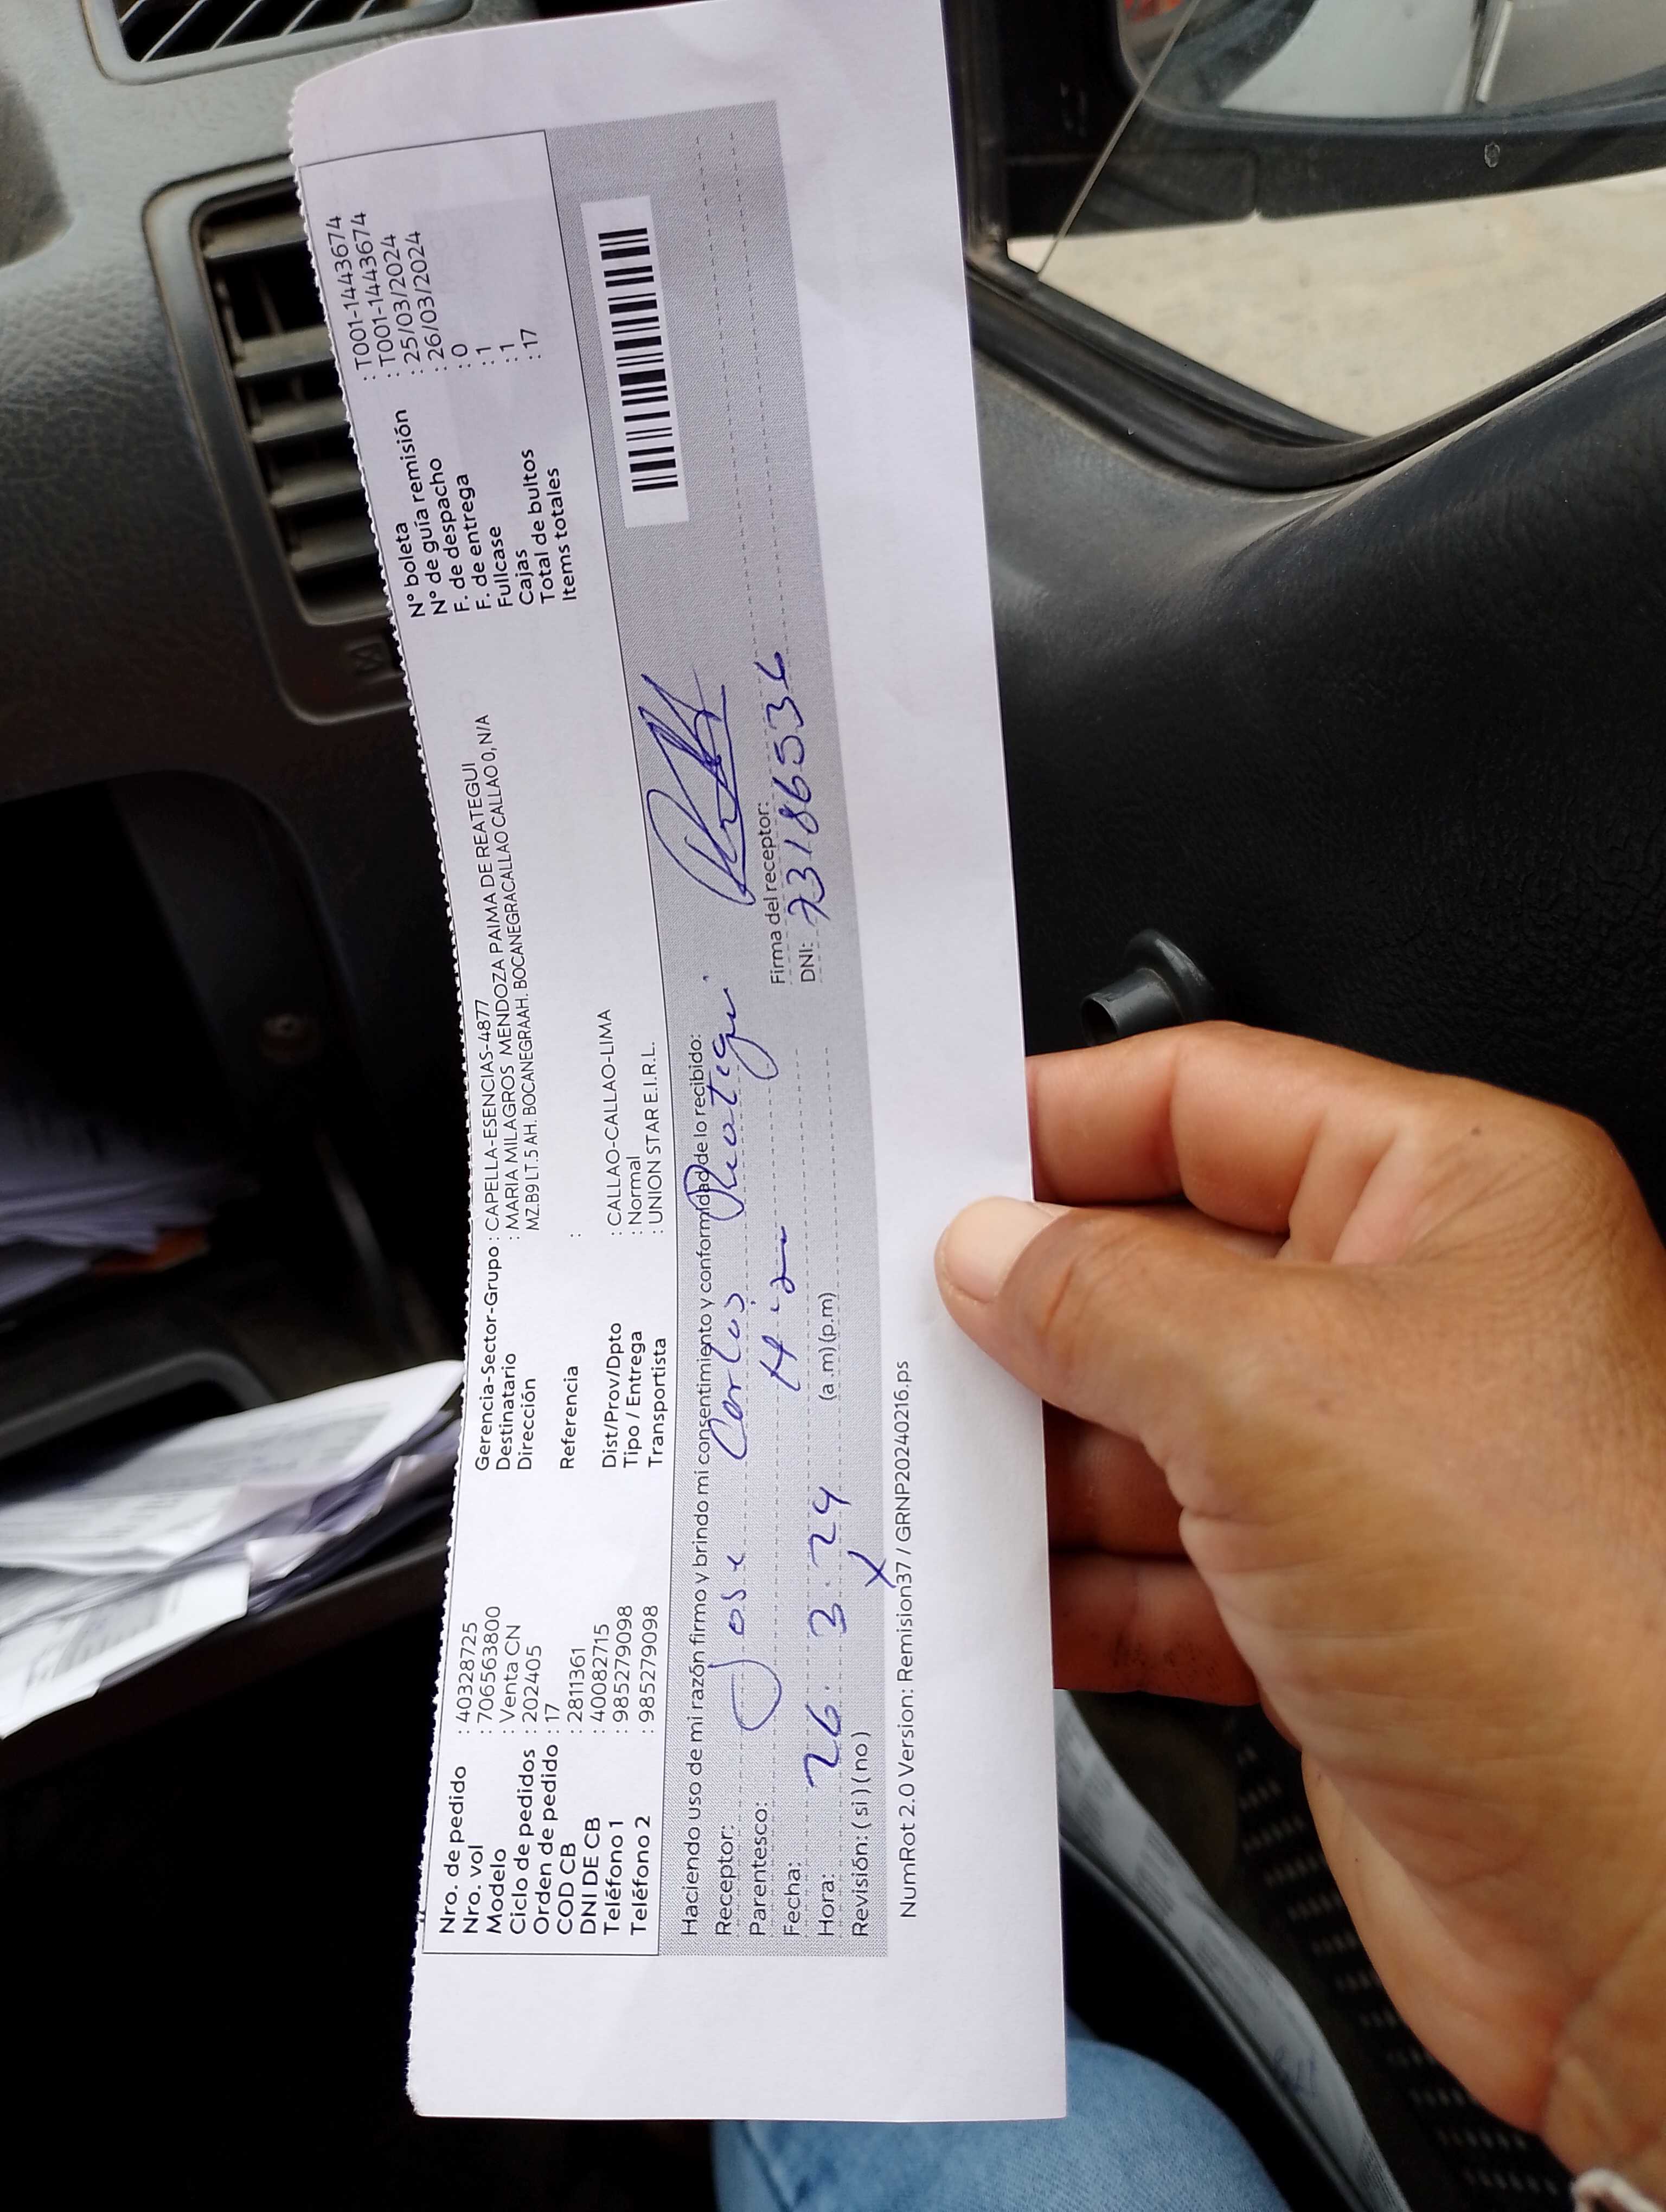 Nro. de pedido : 40328725
Nro. vol : 706563800
Modelo : Venta CN
Ciclo de pedidos : 202405
Orden de pedido : 17
COD CB : 2811361
DNI DE CB : 40082715
Teléfono 1 : 985279098
Teléfono 2 : 985279098
Gerencia-Sector-Grupo : CAPELLA-ESENCIAS-4877
Destinatario : MARIA MILAGROS MENDOZA PAIMA DE REATEGUI
Dirección MZ.B9 LT.5 AH. BOCANEGRAAH. BOCANEGRACALLAO CALLAO 0, N/A
Referencia :
Dist/Prov/Dpto : CALLAO-CALLAO-LIMA
Tipo / Entrega : Normal
Transportista : UNION STAR E.I.R.L.
N° boleta : T001-1443674
N° de guía remisión : T001-1443674
F. de despacho : 25/03/2024
F. de entrega : 26/03/2024
Fullcase : 0
Cajas : 1
Total de bultos : 1
Items totales : 17
Haciendo uso de mi razón firmo y brindo mi consentimiento y conformidad de lo recibido:
Receptor: Jose Carlos Reategui
Parentesco:
Fecha: 26. 3. 24
Hora: (a.m)(p.m)
Revisión: ( si ) ( no )
Firma del receptor:
DNI: 73186536
NumRot 2.0 Version: Remision37 / GRNP20240216.ps